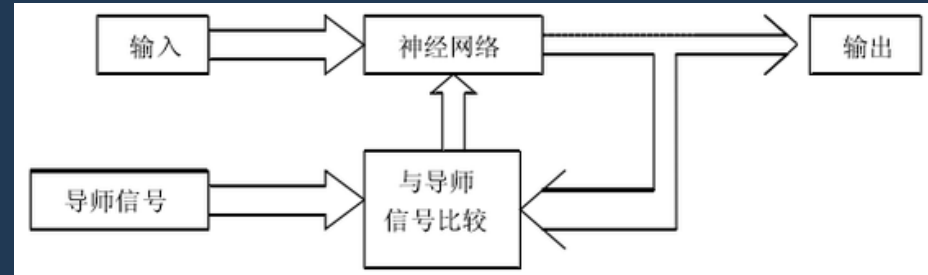 输入
神经网络
输出
导师信号
与导师
信号比较